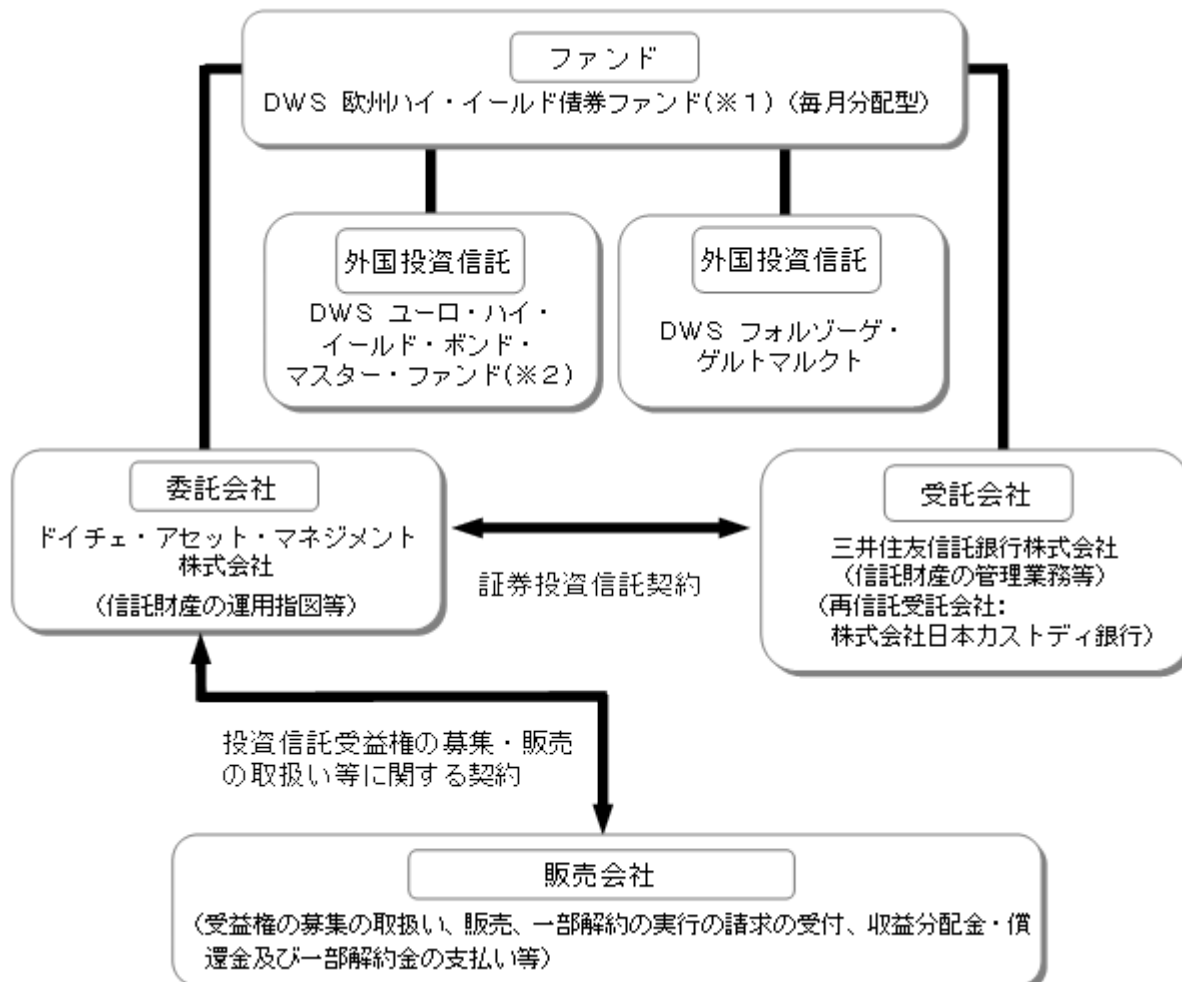 ファンド
DWS 欧州ハイ・イールド債券ファンド(※1)（毎月分配型）
外国投資信託
DWS ユーロ・ハイ・
イールド・ボンド・
マスター・ファンド(※2)
外国投資信託
DWS フォルゾーゲ・
ゲルトマルクト
委託会社
ドイチェ・アセット・マネジメント
株式会社
（信託財産の運用指図等）
証券投資信託契約
受託会社
三井住友信託銀行株式会社
（信託財産の管理業務等）
（再信託受託会社：
株式会社日本カストディ銀行）
投資信託受益権の募集・販売
の取扱い等に関する契約
販売会社
（受益権の募集の取扱い、販売、一部解約の実行の請求の受付、収益分配金・償
還金及び一部解約金の支払い等）